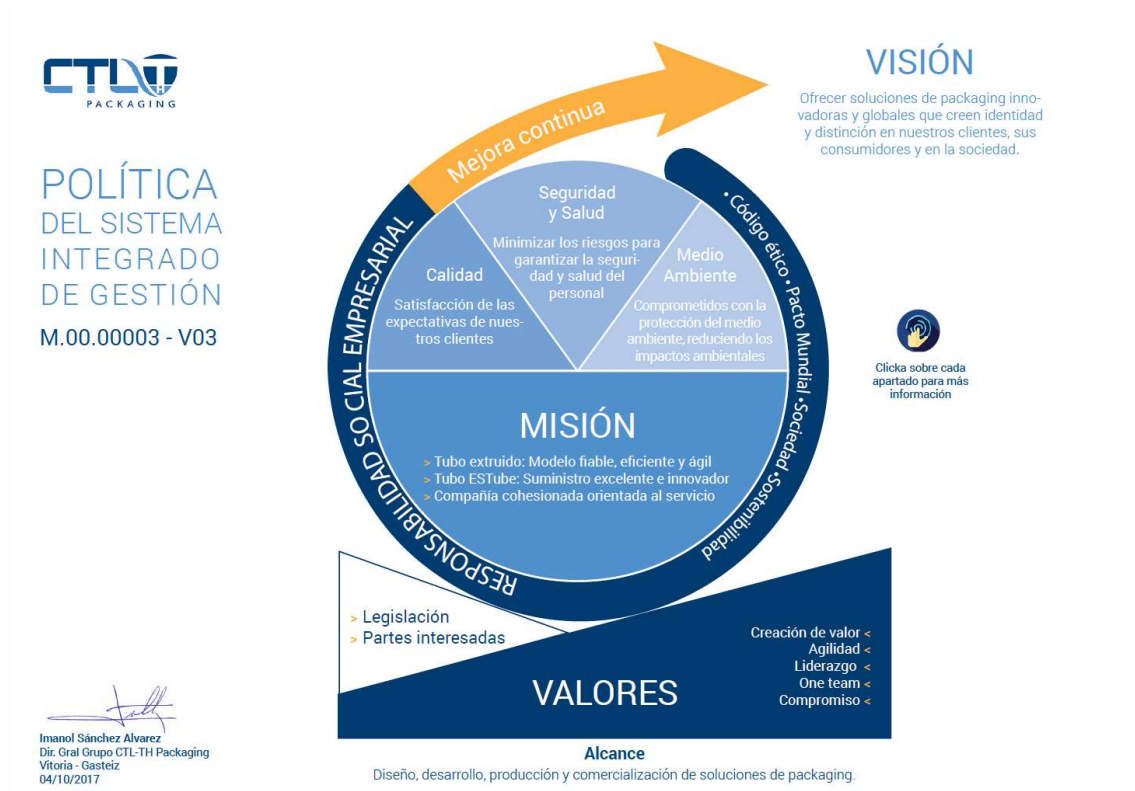 CTL TH
PACKAGING
POLÍTICA
DEL SISTEMA
INTEGRADO
DE GESTIÓN
M.00.00003 - V03
Mejora continua
VISIÓN
Ofrecer soluciones de packaging inno-
vadoras y globales que creen identidad
y distinción en nuestros clientes, sus
consumidores y en la sociedad.
RESPONSABILIDAD SOCIAL EMPRESARIAL
• Código ético • Pacto Mundial • Sociedad • Sostenibilidad
Calidad
Satisfacción de las
expectativas de nues-
tros clientes
Seguridad
y Salud
Minimizar los riesgos para
garantizar la seguri-
dad y salud del
personal
Medio
Ambiente
Comprometidos con la
protección del medio
ambiente, reduciendo los
impactos ambientales
Clicka sobre cada
apartado para más
información
MISIÓN
> Tubo extruido: Modelo fiable, eficiente y ágil
> Tubo ESTube: Suministro excelente e innovador
> Compañía cohesionada orientada al servicio
> Legislación
> Partes interesadas
VALORES
Creación de valor <
Agilidad <
Liderazgo <
One team <
Compromiso <
Imanol Sánchez Alvarez
Dir. Gral Grupo CTL-TH Packaging
Vitoria - Gasteiz
04/10/2017
Alcance
Diseño, desarrollo, producción y comercialización de soluciones de packaging.